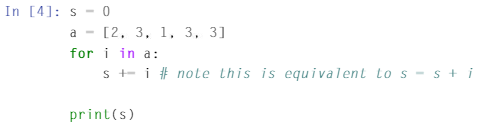 In [4]: s = 0
a = [2, 3, 1, 3, 3]
for i in a:
s += i # note this is equivalent to s = s + i
print(s)